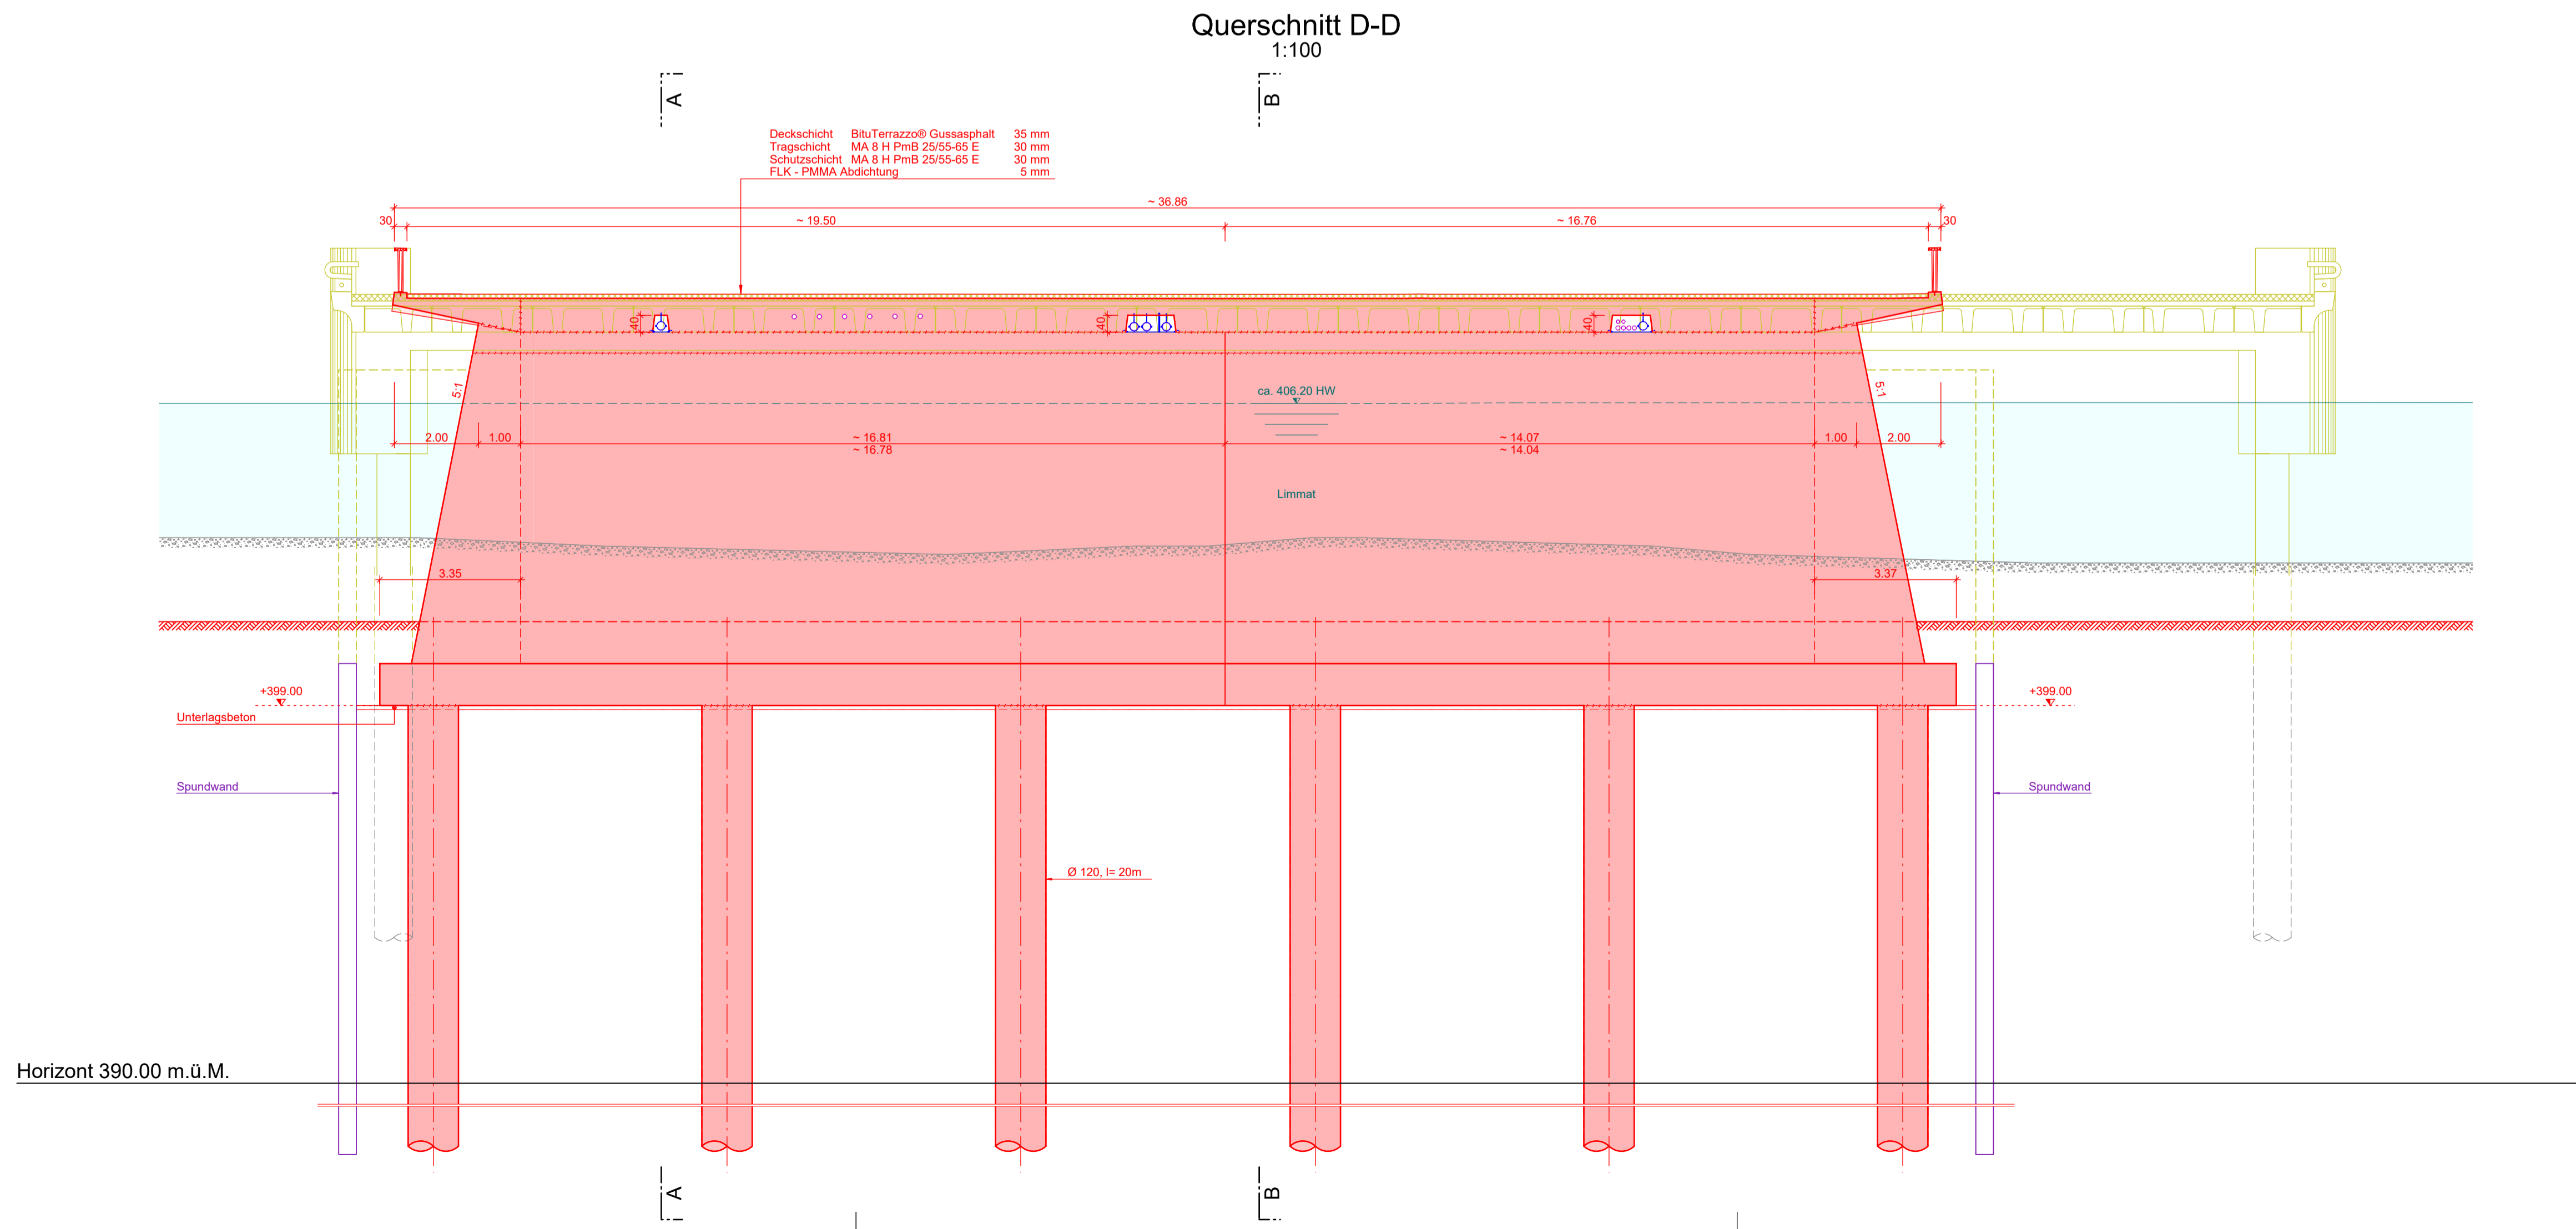 Querschnitt D-D
1:100
A
B
Deckschicht BituTerrazzo® Gussasphalt 35 mm
Tragschicht MA 8 H PmB 25/55-65 E 30 mm
Schutzschicht MA 8 H PmB 25/55-65 E 30 mm
FLK - PMMA Abdichtung 5 mm
~ 36.86
30
~ 19.50
~ 16.76
30
40
40
40
5:1
5:1
ca. 406.20 HW
2.00
1.00
~ 16.81
~ 14.07
1.00
2.00
~ 16.78
~ 14.04
Limmat
3.35
3.37
+399.00
+399.00
Unterlagsbeton
Spundwand
Spundwand
Ø 120, l= 20m
Horizont 390.00 m.ü.M.
A
B